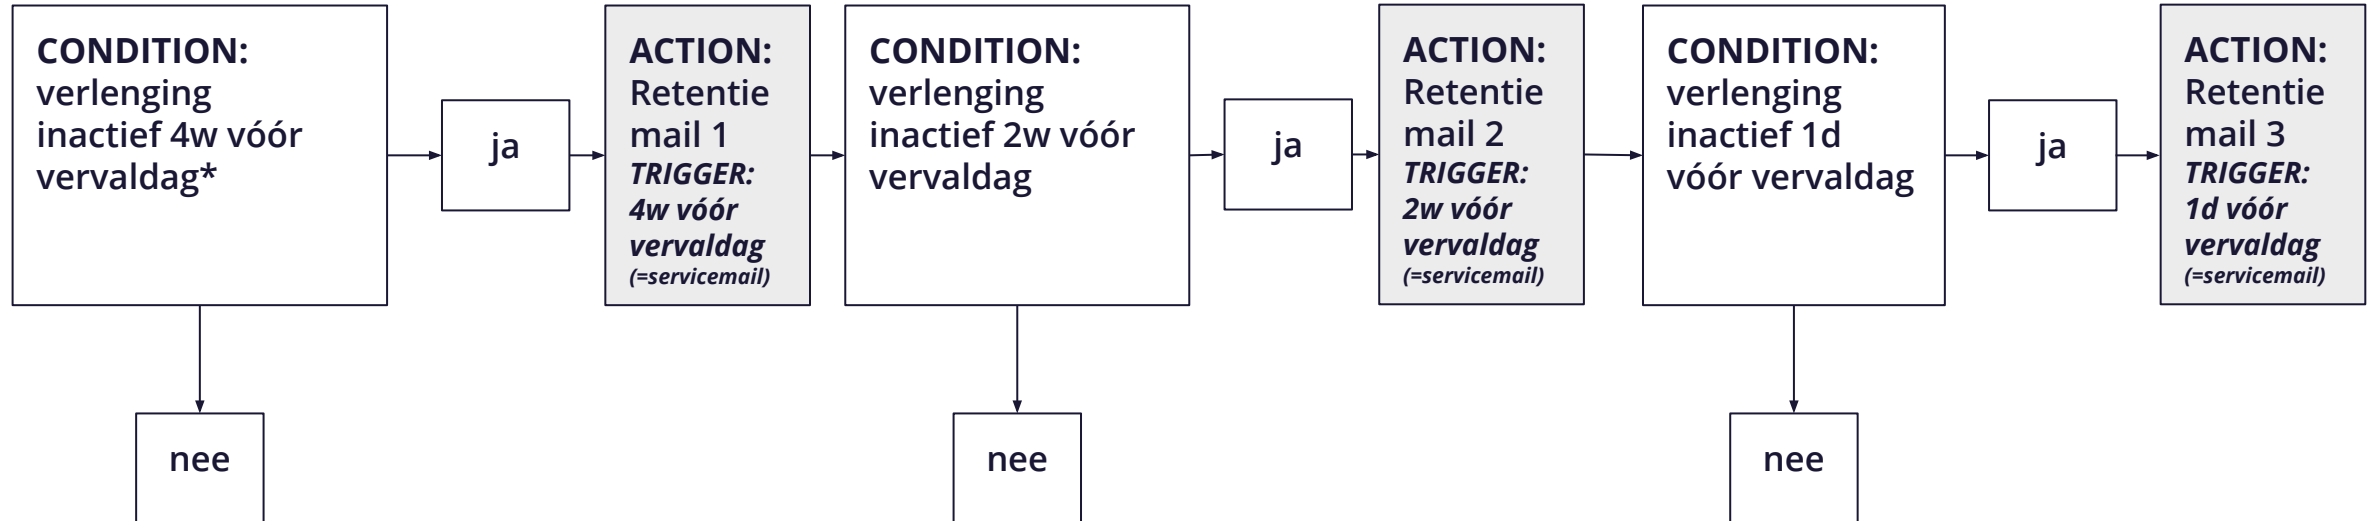 CONDITION:
verlenging
inactief 4w vóór
vervaldag*
ja
ACTION:
Retentie
mail 1
TRIGGER:
4w vóór
vervaldag
(=servicemail)
CONDITION:
verlenging
inactief 2w vóór
vervaldag
ja
ACTION:
Retentie
mail 2
TRIGGER:
2w vóór
vervaldag
(=servicemail)
CONDITION:
verlenging
inactief 1d
vóór vervaldag
ja
ACTION:
Retentie
mail 3
TRIGGER:
1d vóór
vervaldag
(=servicemail)
nee
nee
nee